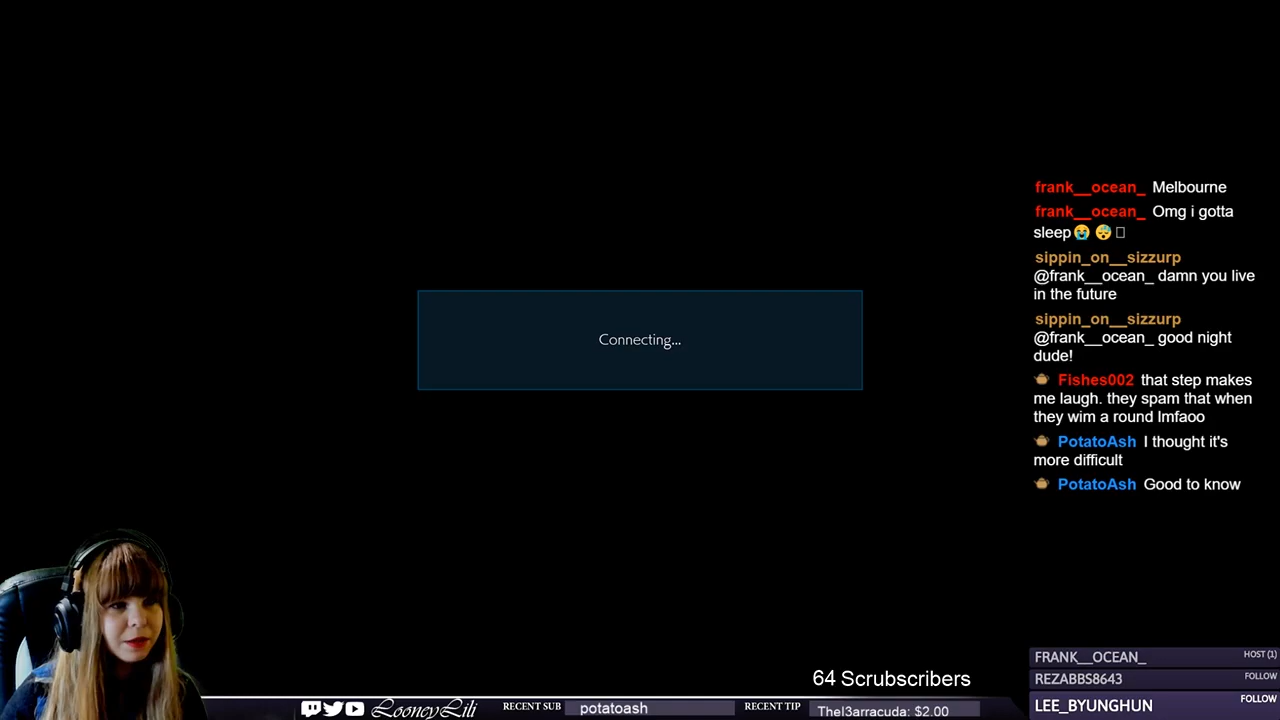 frank__ocean_ Melbourne
frank__ocean_ Omg i gotta
sleep😭 😴
sippin_on__sizzurp
@frank__ocean_ damn you live
in the future
sippin_on__sizzurp
@frank__ocean_ good night
dude!
Fishes002 that step makes
me laugh. they spam that when
they wim a round lmfaoo
PotatoAsh I thought it's
more difficult
PotatoAsh Good to know
Connecting...
FRANK__OCEAN_ HOST (1)
REZABBS8643 FOLLOW
LEE_BYUNGHUN FOLLOW
64 Scrubscribers
LooneyLili RECENT SUB potatoash RECENT TIP TheI3arracuda: $2.00